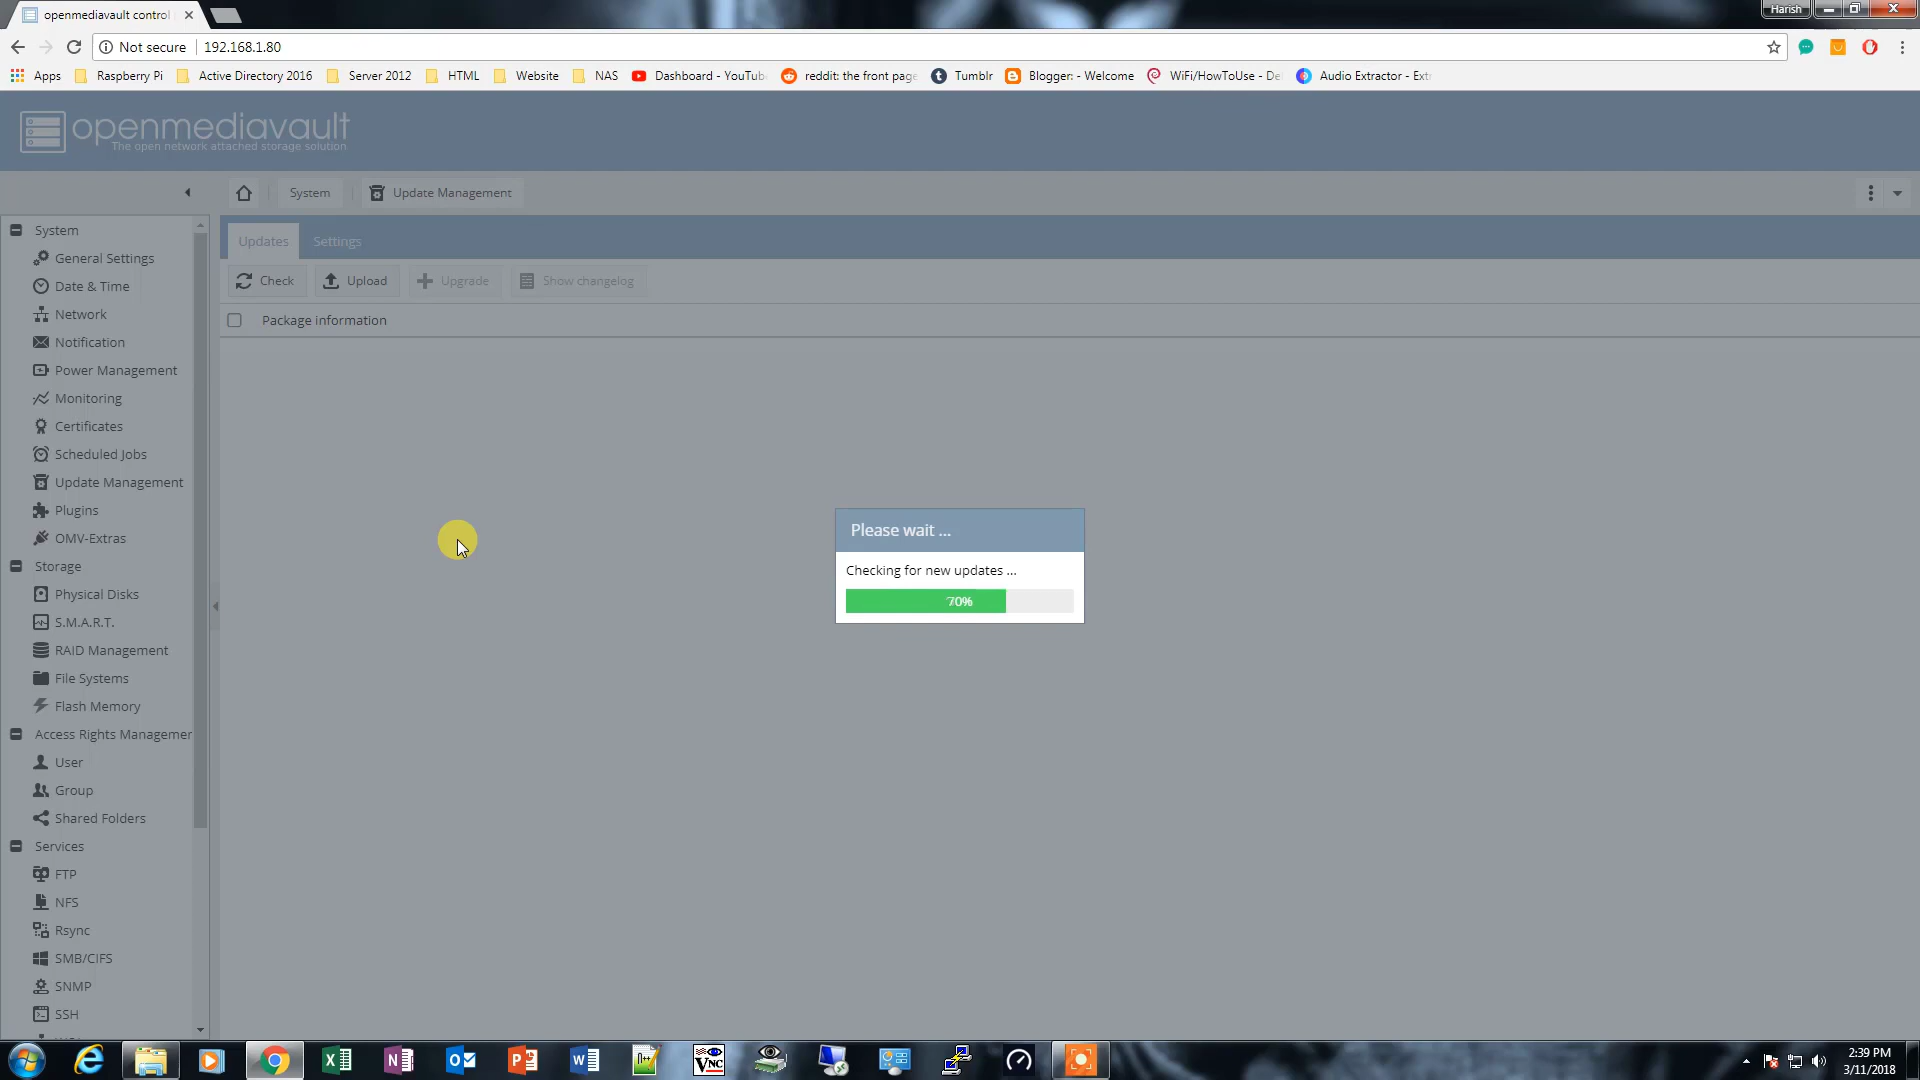 openmediavault control
Harish
Not secure
192.168.1.80
Apps
Raspberry Pi
Active Directory 2016
Server 2012
HTML
Website
NAS
Dashboard - YouTub
reddit: the front page
Tumblr
Blogger: - Welcome
WiFi/HowToUse - De
Audio Extractor - Ext
openmediavault
The open network attached storage solution
System
Update Management
System
General Settings
Date & Time
Network
Notification
Power Management
Monitoring
Certificates
Scheduled Jobs
Update Management
Plugins
OMV-Extras
Storage
Physical Disks
S.M.A.R.T.
RAID Management
File Systems
Flash Memory
Access Rights Managemen
User
Group
Shared Folders
Services
FTP
NFS
Rsync
SMB/CIFS
SNMP
SSH
Updates
Settings
Check
Upload
Upgrade
Show changelog
Package information
Please wait ...
Checking for new updates ...
70%
2:39 PM
3/11/2018